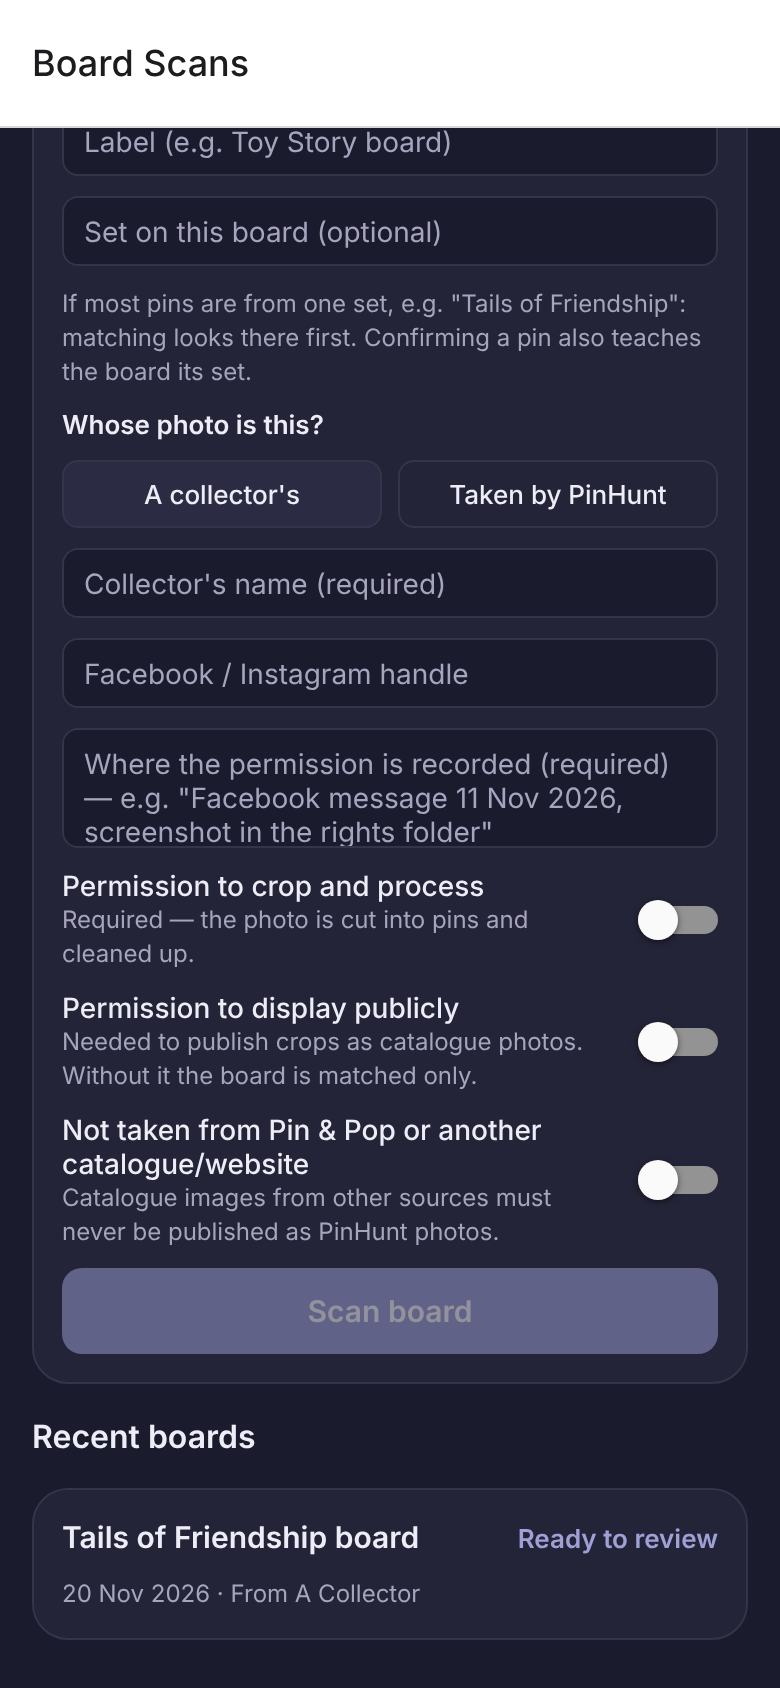 Board Scans
Label (e.g. Toy Story board)
Set on this board (optional)
If most pins are from one set, e.g. "Tails of Friendship":
matching looks there first. Confirming a pin also teaches
the board its set.
Whose photo is this?
A collector's
Taken by PinHunt
Collector's name (required)
Facebook / Instagram handle
Where the permission is recorded (required)
— e.g. "Facebook message 11 Nov 2026,
screenshot in the rights folder"
Permission to crop and process
Required — the photo is cut into pins and
cleaned up.
Permission to display publicly
Needed to publish crops as catalogue photos.
Without it the board is matched only.
Not taken from Pin & Pop or another
catalogue/website
Catalogue images from other sources must
never be published as PinHunt photos.
Scan board
Recent boards
Tails of Friendship board
Ready to review
20 Nov 2026 · From A Collector